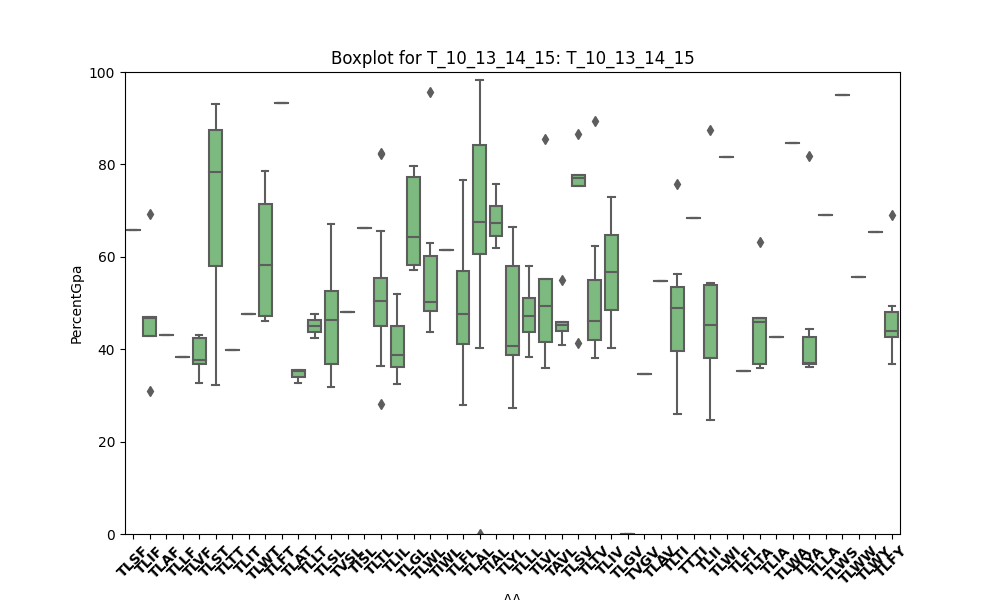 Boxplot for T_10_13_14_15: T_10_13_14_15
100
80
60
40
20
0
PercentGpa
TLSF TLIF TLAF TLLF TLVF TLST TLTT TLIT TLWT TLFT TLAT TLLT TLSL TVSL TISL TLTL TLIL TLGL TLWL TIWL TLFL TLAL TIAL TLYL TLLL TLVL TAVL TLSV TLTV TLIV TLGV TVGV TLAV TLTI TTTI TLII TLWI TLFI TLTA TLIA TLWA TLVA TLLA TLWS TLWW TLWY TLFY